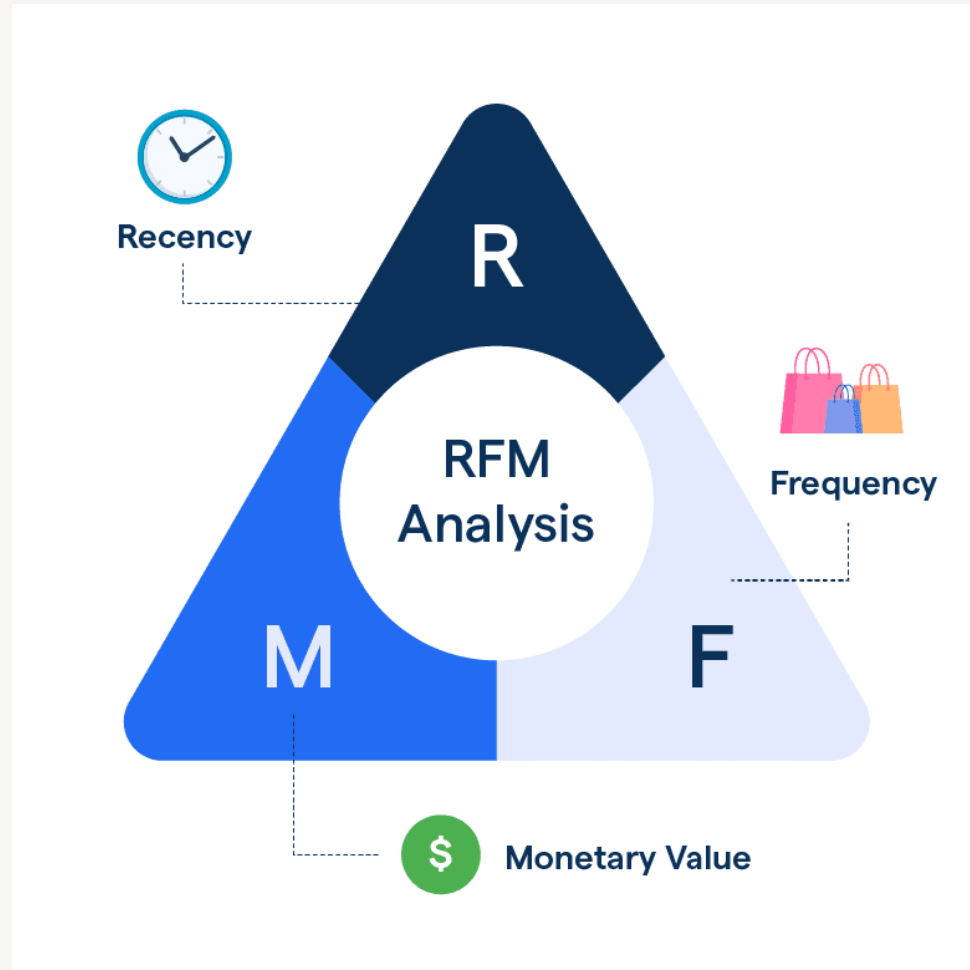 R
Recency
RFM
Analysis
Frequency
M
F
$
Monetary Value